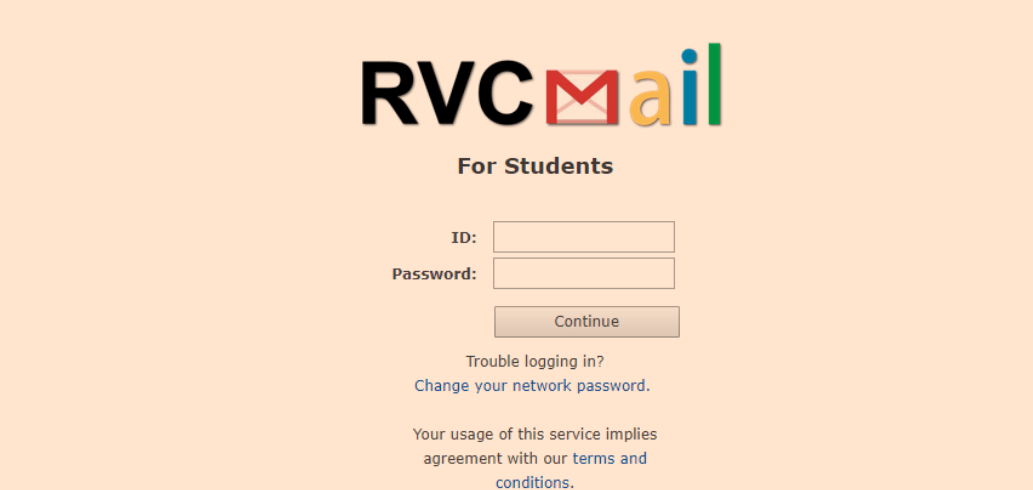 RVCMail
For Students
ID:
Password:
Continue
Trouble logging in?
Change your network password.
Your usage of this service implies
agreement with our terms and
conditions.